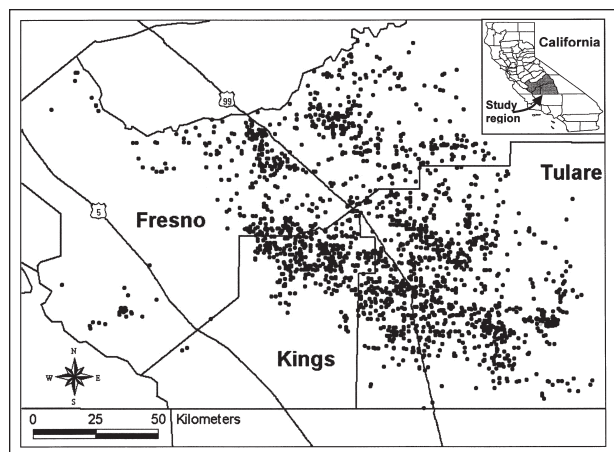 California
Study
region
99
Tulare
Fresno
5
Kings
N
W E
S
0 25 50 Kilometers